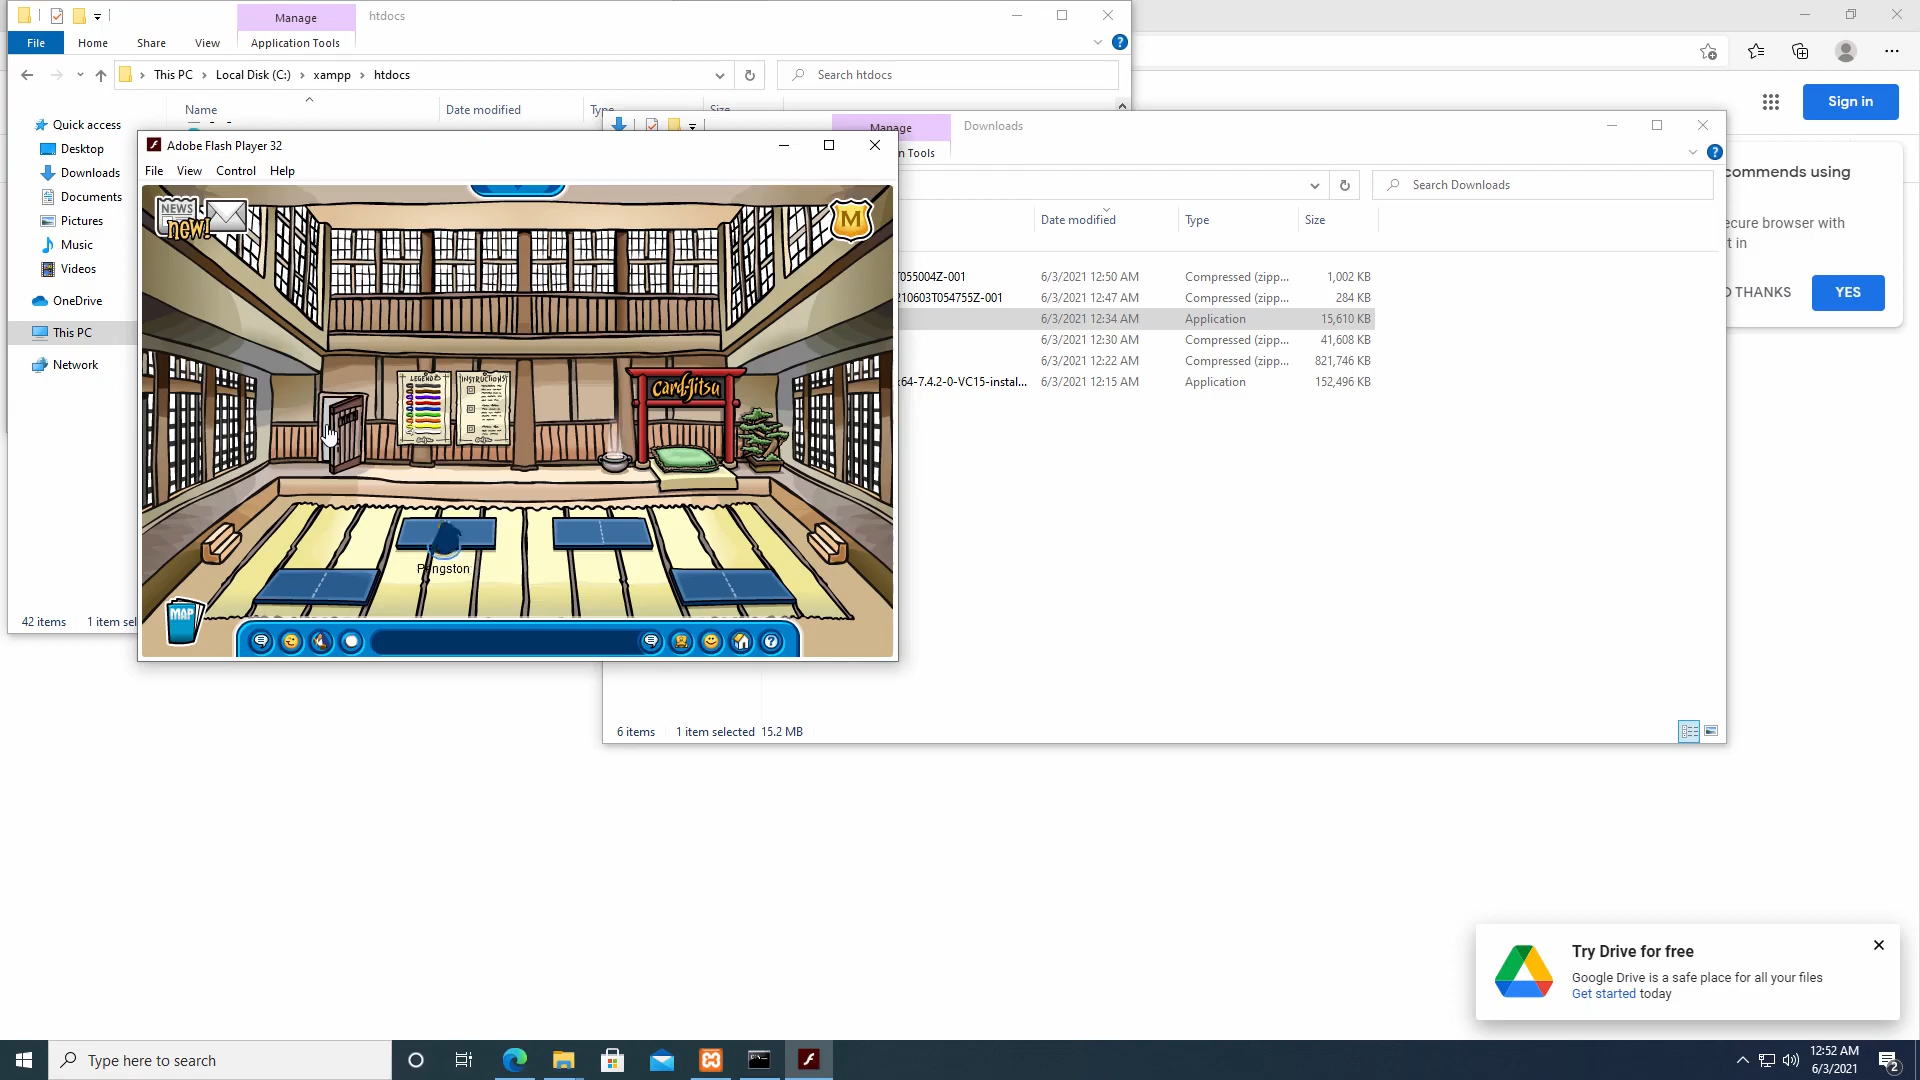 Manage
htdocs
File
Home
Share
View
Application Tools
This PC
Local Disk (C:)
xampp
htdocs
Search htdocs
Name
Date modified
Type
Size
Quick access
Desktop
Downloads
Documents
Pictures
Music
Videos
OneDrive
This PC
Network
42 items
1 item sel
Adobe Flash Player 32
File
View
Control
Help
NEWS
new!
M
LEGEND
INSTRUCTIONS
Card-Jitsu
Pengston
MAP
Manage
Downloads
n Tools
Search Downloads
Date modified
Type
Size
T055004Z-001
6/3/2021 12:50 AM
Compressed (zipp...
1,002 KB
210603T054755Z-001
6/3/2021 12:47 AM
Compressed (zipp...
284 KB
6/3/2021 12:34 AM
Application
15,610 KB
6/3/2021 12:30 AM
Compressed (zipp...
41,608 KB
6/3/2021 12:22 AM
Compressed (zipp...
821,746 KB
x64-7.4.2-0-VC15-instal...
6/3/2021 12:15 AM
Application
152,496 KB
6 items
1 item selected 15.2 MB
Sign in
commends using
ecure browser with
t in
O THANKS
YES
Try Drive for free
Google Drive is a safe place for all your files
Get started today
Type here to search
12:52 AM
6/3/2021
2